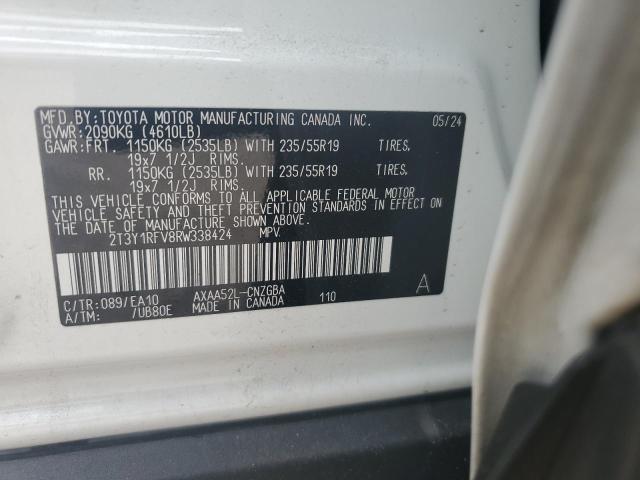 MFD.BY:TOYOTA MOTOR MANUFACTURING CANADA INC. 05/24
GVWR:2090KG (4610LB)
GAWR:FRT 1150KG (2535LB) WITH 235/55R19 TIRES.
19x7 1/2J RIMS.
RR. 1150KG (2535LB) WITH 235/55R19 TIRES.
19x7 1/2J RIMS.
THIS VEHICLE CONFORMS TO ALL APPLICABLE FEDERAL MOTOR
VEHICLE SAFETY AND THEFT PREVENTION STANDARDS IN EFFECT ON
THE DATE OF MANUFACTURE SHOWN ABOVE.
2T3Y1RFV8RW338424 MPV
C/TR:089/EA10 AXAA52L-CNZGBA 110 A
A/TM: /UB80E MADE IN CANADA